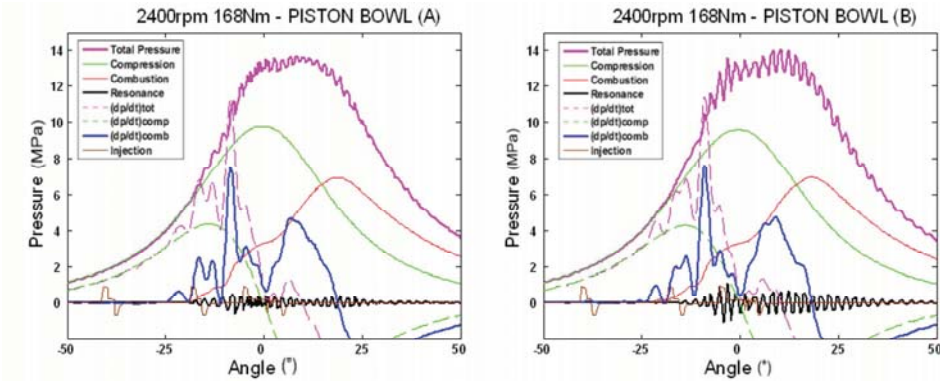 2400rpm 168Nm - PISTON BOWL (A)
Total Pressure
Compression
Combustion
Resonance
(dp/dt)tot
(dp/dt)comp
(dp/dt)comb
Injection
14
12
10
8
6
4
2
0
Pressure (MPa)
-50
-25
0
25
50
Angle (°)
2400rpm 168Nm - PISTON BOWL (B)
Total Pressure
Compression
Combustion
Resonance
(dp/dt)tot
(dp/dt)comp
(dp/dt)comb
Injection
14
12
10
8
6
4
2
0
Pressure (MPa)
-50
-25
0
25
50
Angle (°)